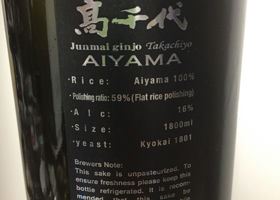 高千代
Junmai ginjo Takachiyo
AIYAMA
・Rice: Aiyama 100%
・Polishing ratio: 59%(Flat rice polishing)
・Alc: 16%
・Size: 1800ml
・yeast: Kyokai 1801
Brewers Note:
This sake is unpasteurized. To
ensure freshness please keep this
bottle refrigerated. It is recom-
mended that this sake